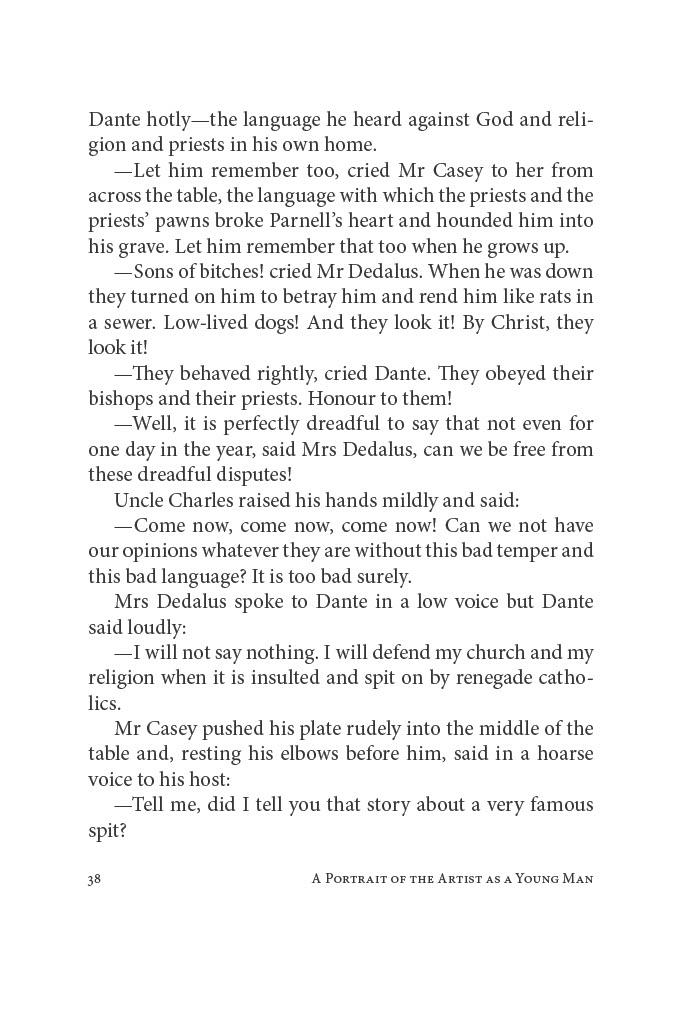 Dante hotly—the language he heard against God and reli-
gion and priests in his own home.
—Let him remember too, cried Mr Casey to her from
across the table, the language with which the priests and the
priests’ pawns broke Parnell’s heart and hounded him into
his grave. Let him remember that too when he grows up.
—Sons of bitches! cried Mr Dedalus. When he was down
they turned on him to betray him and rend him like rats in
a sewer. Low-lived dogs! And they look it! By Christ, they
look it!
—They behaved rightly, cried Dante. They obeyed their
bishops and their priests. Honour to them!
—Well, it is perfectly dreadful to say that not even for
one day in the year, said Mrs Dedalus, can we be free from
these dreadful disputes!
Uncle Charles raised his hands mildly and said:
—Come now, come now, come now! Can we not have
our opinions whatever they are without this bad temper and
this bad language? It is too bad surely.
Mrs Dedalus spoke to Dante in a low voice but Dante
said loudly:
—I will not say nothing. I will defend my church and my
religion when it is insulted and spit on by renegade catho-
lics.
Mr Casey pushed his plate rudely into the middle of the
table and, resting his elbows before him, said in a hoarse
voice to his host:
—Tell me, did I tell you that story about a very famous
spit?
38 A Portrait of the Artist as a Young Man